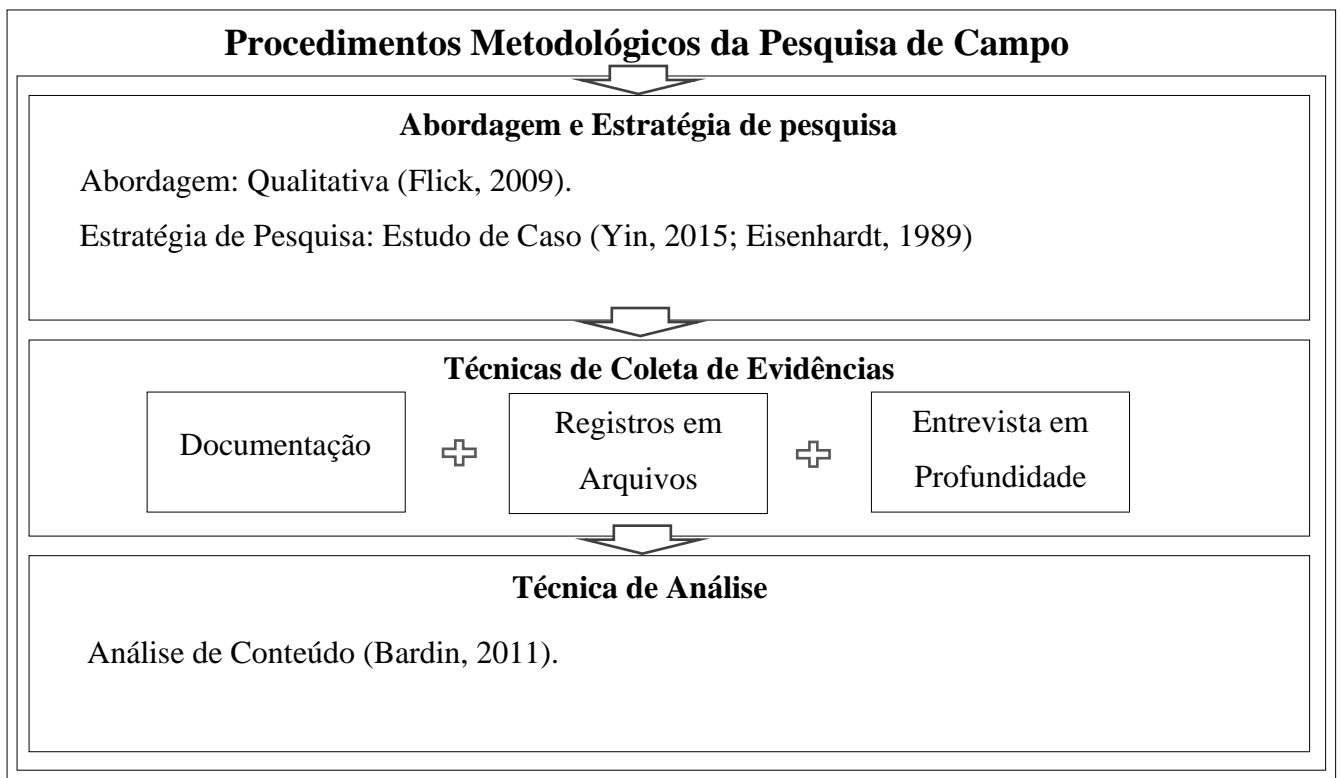 Procedimentos Metodológicos da Pesquisa de Campo
Abordagem e Estratégia de pesquisa
Abordagem: Qualitativa (Flick, 2009).
Estratégia de Pesquisa: Estudo de Caso (Yin, 2015; Eisenhardt, 1989)
Técnicas de Coleta de Evidências
Documentação
Registros em
Arquivos
Entrevista em
Profundidade
Técnica de Análise
Análise de Conteúdo (Bardin, 2011).